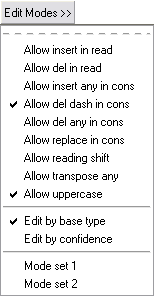 Edit Modes >>
Allow insert in read
Allow del in read
Allow insert any in cons
Allow del dash in cons
Allow del any in cons
Allow replace in cons
Allow reading shift
Allow transpose any
Allow uppercase
Edit by base type
Edit by confidence
Mode set 1
Mode set 2